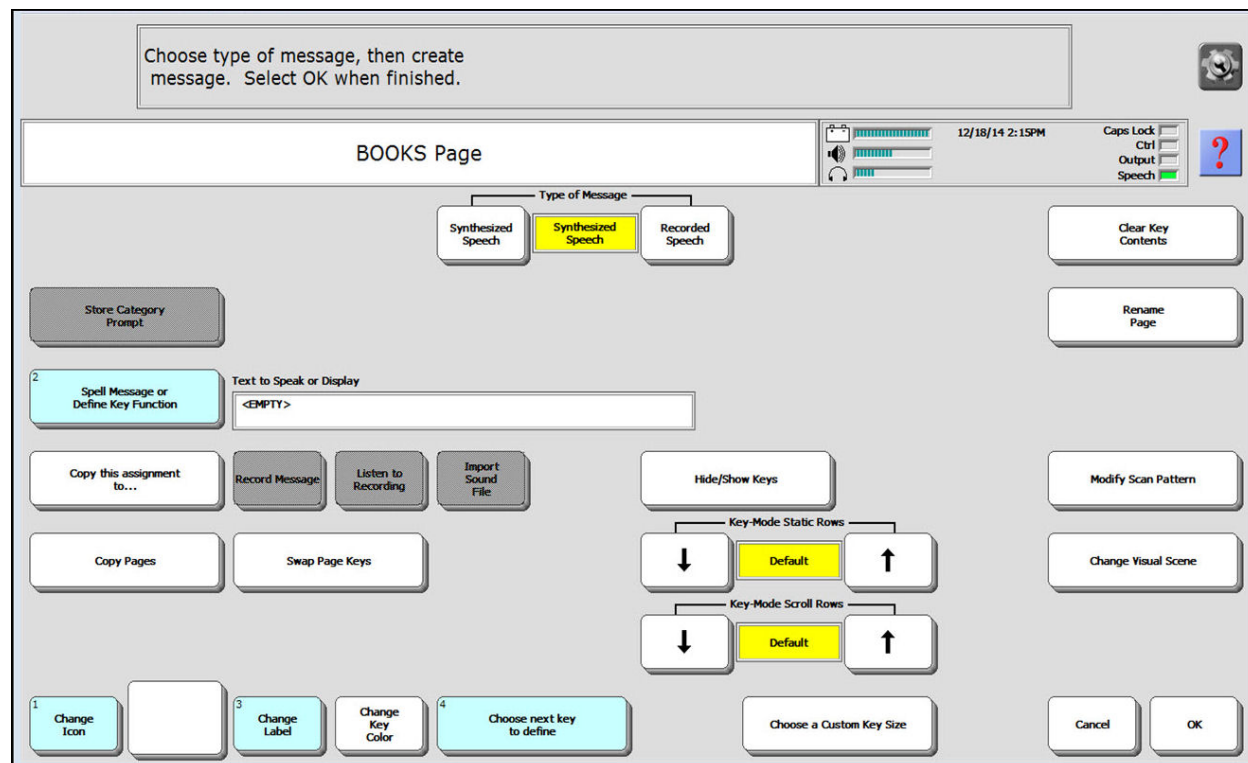 Choose type of message, then create
message.  Select OK when finished.
BOOKS Page
12/18/14 2:15PM
Caps Lock
Ctrl
Output
Speech
?
Type of Message
Synthesized
Speech
Synthesized
Speech
Recorded
Speech
Clear Key
Contents
Store Category
Prompt
Rename
Page
2
Spell Message or
Define Key Function
Text to Speak or Display
<EMPTY>
Copy this assignment
to...
Record Message
Listen to
Recording
Import
Sound
File
Hide/Show Keys
Modify Scan Pattern
Copy Pages
Swap Page Keys
Key-Mode Static Rows
↓
Default
↑
Change Visual Scene
Key-Mode Scroll Rows
↓
Default
↑
1
Change
Icon
3
Change
Label
Change
Key
Color
4
Choose next key
to define
Choose a Custom Key Size
Cancel
OK